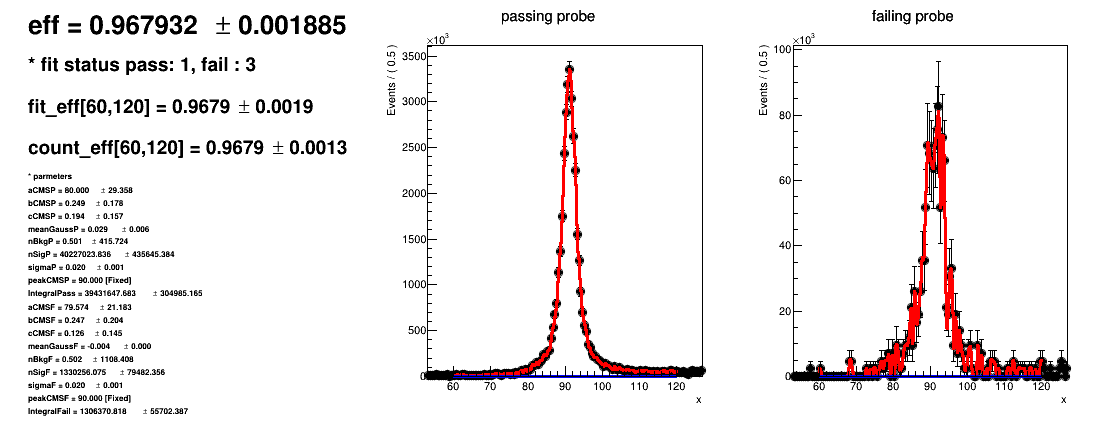 eff = 0.967932 ± 0.001885
* fit status pass: 1, fail : 3
fit_eff[60,120] = 0.9679 ± 0.0019
count_eff[60,120] = 0.9679 ± 0.0013
* parmeters
aCMSP = 80.000 ± 29.358
bCMSP = 0.249 ± 0.178
cCMSP = 0.194 ± 0.157
meanGaussP = 0.029 ± 0.006
nBkgP = 0.501 ± 415.724
nSigP = 40227023.836 ± 435645.384
sigmaP = 0.020 ± 0.001
peakCMSP = 90.000 [Fixed]
IntegralPass = 39431647.683 ± 304985.165
aCMSF = 79.574 ± 21.183
bCMSF = 0.247 ± 0.204
cCMSF = 0.126 ± 0.145
meanGaussF = -0.004 ± 0.000
nBkgF = 0.502 ± 1108.408
nSigF = 1330256.075 ± 79482.356
sigmaF = 0.020 ± 0.001
peakCMSF = 90.000 [Fixed]
IntegralFail = 1306370.818 ± 55702.387
passing probe
×10³
Events / ( 0.5 )
3500
3000
2500
2000
1500
1000
500
0
60 70 80 90 100 110 120
x
failing probe
×10³
Events / ( 0.5 )
100
80
60
40
20
0
60 70 80 90 100 110 120
x